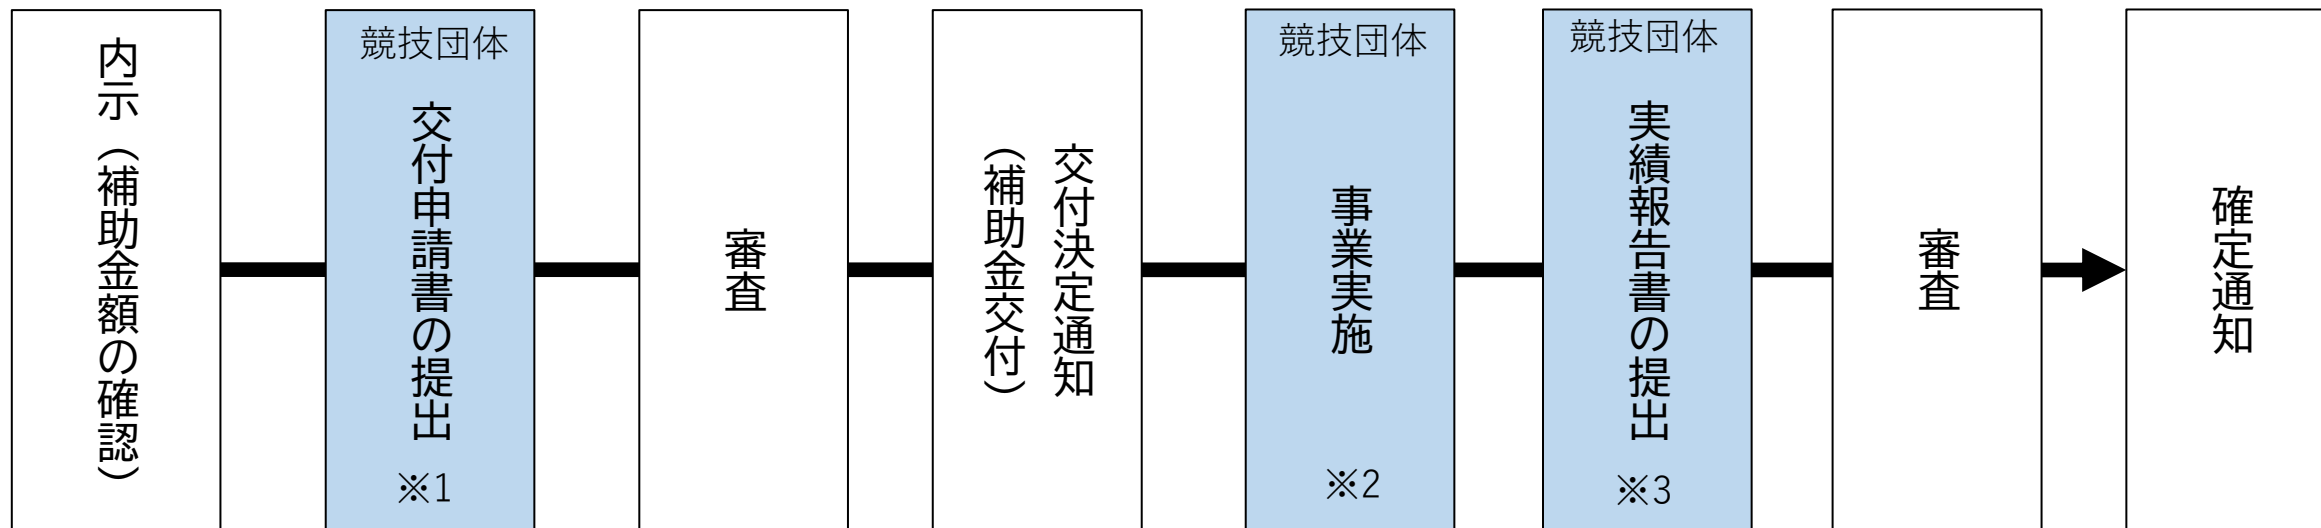 内示（補助金額の確認）
競技団体
交付申請書の提出
※1
審査
交付決定通知
（補助金交付）
競技団体
事業実施
※2
競技団体
実績報告書の提出
※3
審査
確定通知